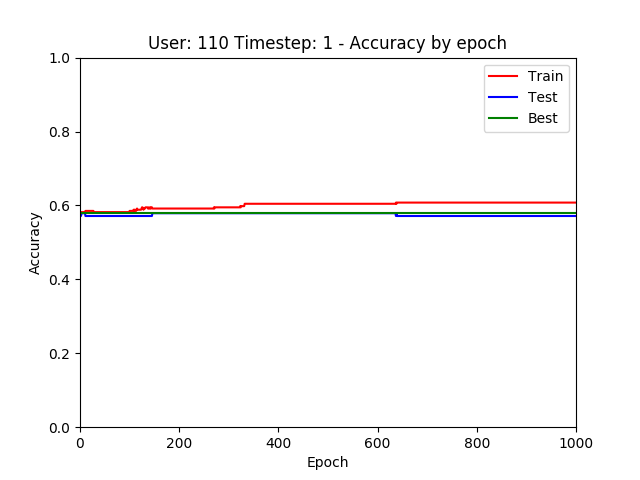 User: 110 Timestep: 1 - Accuracy by epoch
Train
Test
Best
1.0
0.8
0.6
0.4
0.2
0.0
Accuracy
0 200 400 600 800 1000
Epoch